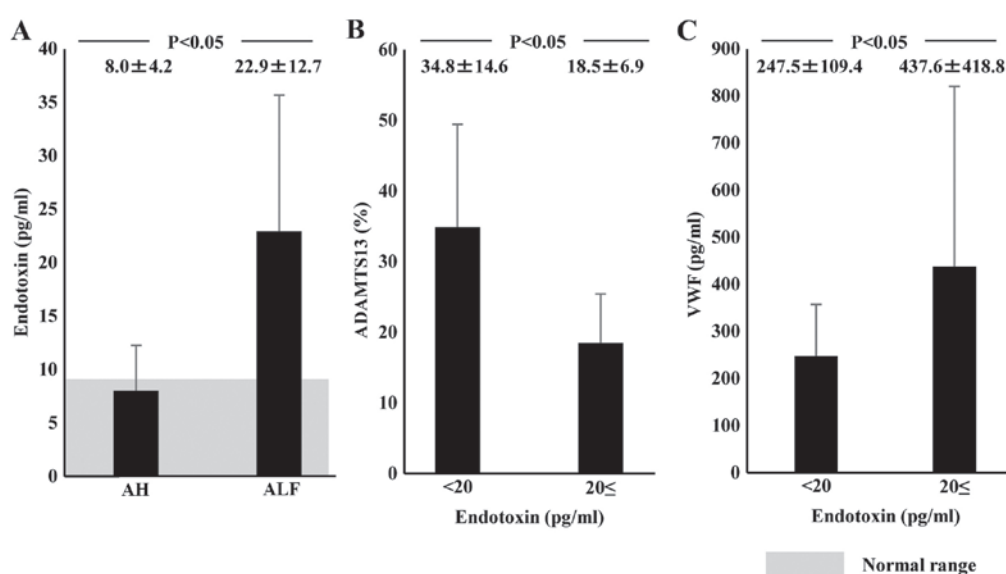 A
P<0.05
8.0±4.2 22.9±12.7
40
35
30
25
20
15
10
5
0
Endotoxin (pg/ml)
AH ALF
B
P<0.05
34.8±14.6 18.5±6.9
60
50
40
30
20
10
0
ADAMTS13 (%)
<20 20≤
Endotoxin (pg/ml)
C
P<0.05
247.5±109.4 437.6±418.8
900
800
700
600
500
400
300
200
100
0
VWF (pg/ml)
<20 20≤
Endotoxin (pg/ml)
Normal range